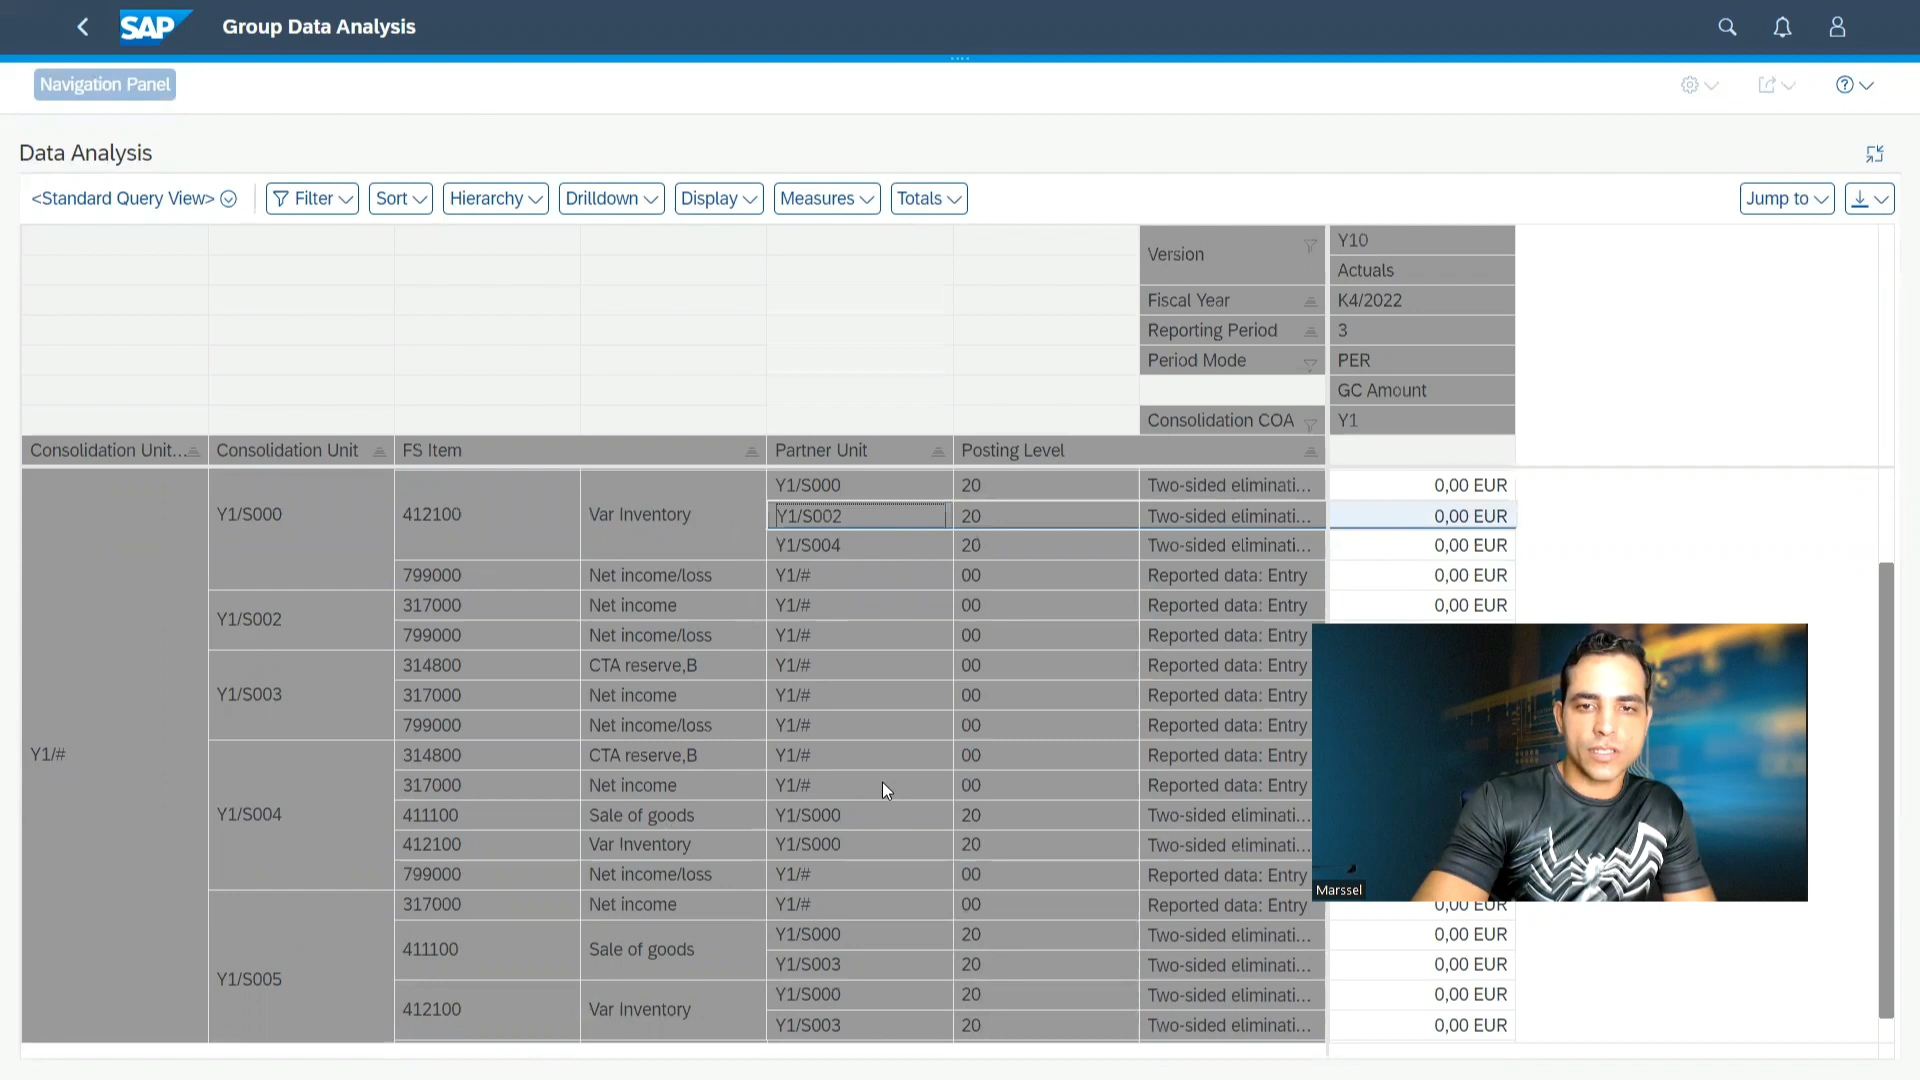 SAP Group Data Analysis
Navigation Panel
Data Analysis
<Standard Query View> Filter Sort Hierarchy Drilldown Display Measures Totals Jump to
Version Y10
Actuals
Fiscal Year K4/2022
Reporting Period 3
Period Mode PER
GC Amount
Consolidation COA Y1
Consolidation Unit... Consolidation Unit FS Item Partner Unit Posting Level
Y1/S000 20 Two-sided eliminati... 0,00 EUR
Y1/S000 412100 Var Inventory Y1/S002 20 Two-sided eliminati... 0,00 EUR
Y1/S004 20 Two-sided eliminati... 0,00 EUR
799000 Net income/loss Y1/# 00 Reported data: Entry 0,00 EUR
Y1/S002 317000 Net income Y1/# 00 Reported data: Entry 0,00 EUR
799000 Net income/loss Y1/# 00 Reported data: Entry
314800 CTA reserve,B Y1/# 00 Reported data: Entry
Y1/S003 317000 Net income Y1/# 00 Reported data: Entry
799000 Net income/loss Y1/# 00 Reported data: Entry
Y1/# 314800 CTA reserve,B Y1/# 00 Reported data: Entry
317000 Net income Y1/# 00 Reported data: Entry
Y1/S004 411100 Sale of goods Y1/S000 20 Two-sided eliminati...
412100 Var Inventory Y1/S000 20 Two-sided eliminati...
799000 Net income/loss Y1/# 00 Reported data: Entry
Marssel
317000 Net income Y1/# 00 Reported data: Entry 0,00 EUR
411100 Sale of goods Y1/S000 20 Two-sided eliminati... 0,00 EUR
Y1/S003 20 Two-sided eliminati... 0,00 EUR
Y1/S005 412100 Var Inventory Y1/S000 20 Two-sided eliminati... 0,00 EUR
Y1/S003 20 Two-sided eliminati... 0,00 EUR